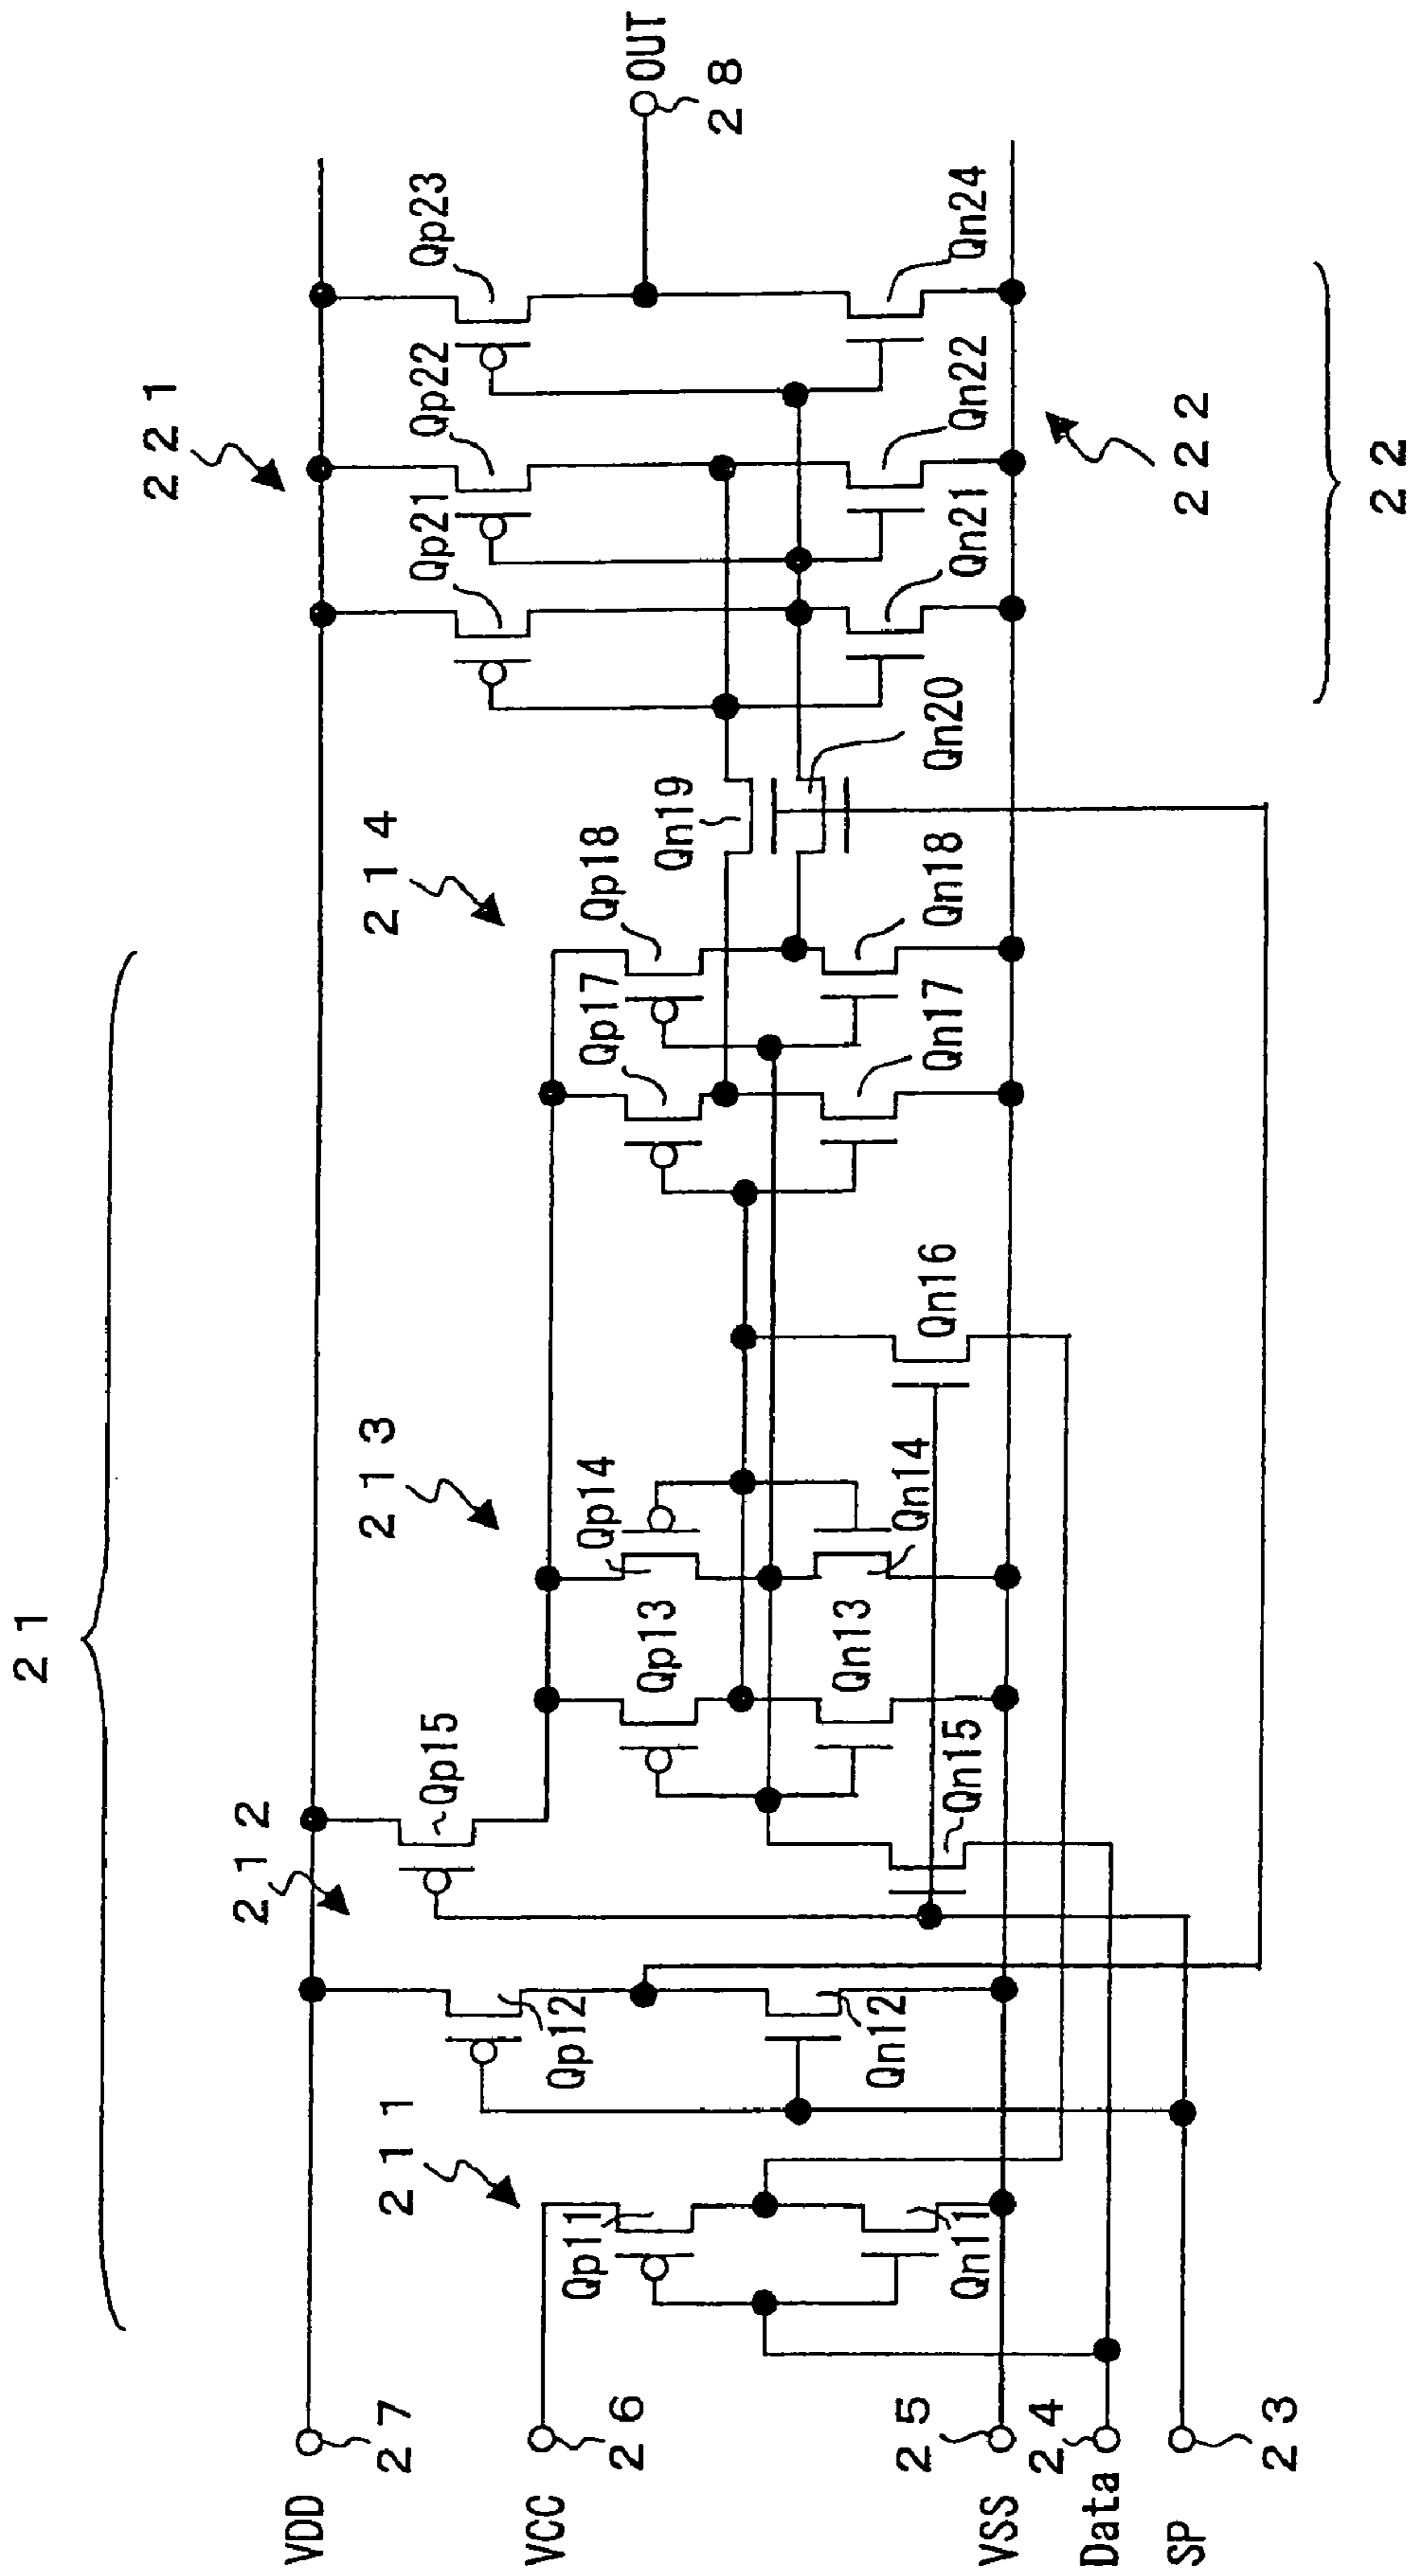 21
211
212
213
214
221
222
22
VDD
27
VCC
26
VSS
25
Data
24
SP
23
Qp11
Qn11
Qp12
Qn12
Qp15
Qn15
Qp13
Qn13
Qp14
Qn14
Qn16
Qp17
Qn17
Qp18
Qn18
Qn19
Qn20
Qp21
Qn21
Qp22
Qn22
Qp23
Qn24
OUT
28